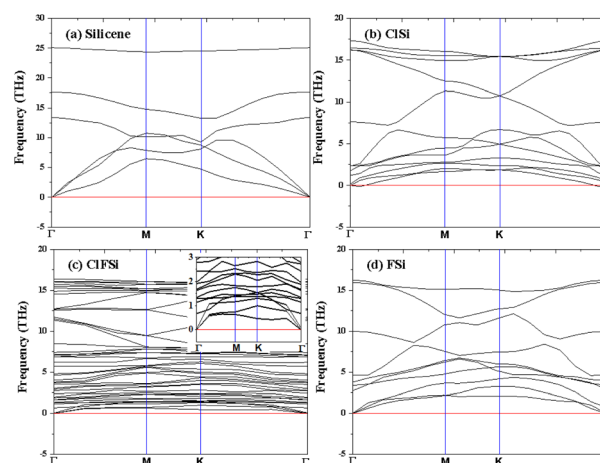 (a) Silicene
Frequency (THz)
30
25
20
15
10
5
0
-5
Γ M K Γ
(b) ClSi
Frequency (THz)
20
15
10
5
0
-5
Γ M K Γ
(c) ClFSi
Frequency (THz)
20
15
10
5
0
-5
Γ M K Γ
3
2
1
0
Γ M K Γ
(d) FSi
Frequency (THz)
20
15
10
5
0
-5
Γ M K Γ